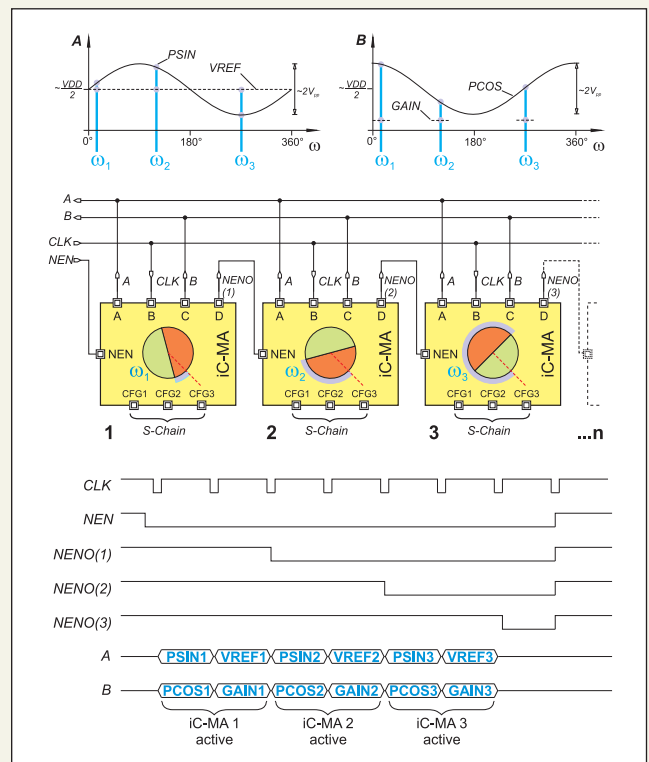 A
PSIN
VREF
~VDD/2
~2Vpp
0°
180°
360°
ω
ω1
ω2
ω3
B
PCOS
GAIN
~VDD/2
~2Vpp
0°
180°
360°
ω
ω1
ω2
ω3
A
B
CLK
NEN
A
CLK
B
NENO (1)
A
CLK
B
NENO (2)
A
CLK
B
NENO (3)
A B C D
NEN
ω1
iC-MA
CFG1 CFG2 CFG3
A B C D
NEN
ω2
iC-MA
CFG1 CFG2 CFG3
A B C D
NEN
ω3
iC-MA
CFG1 CFG2 CFG3
1 S-Chain 2 S-Chain 3 S-Chain ...n
CLK
NEN
NENO(1)
NENO(2)
NENO(3)
A PSIN1 VREF1 PSIN2 VREF2 PSIN3 VREF3
B PCOS1 GAIN1 PCOS2 GAIN2 PCOS3 GAIN3
iC-MA 1 active
iC-MA 2 active
iC-MA 3 active